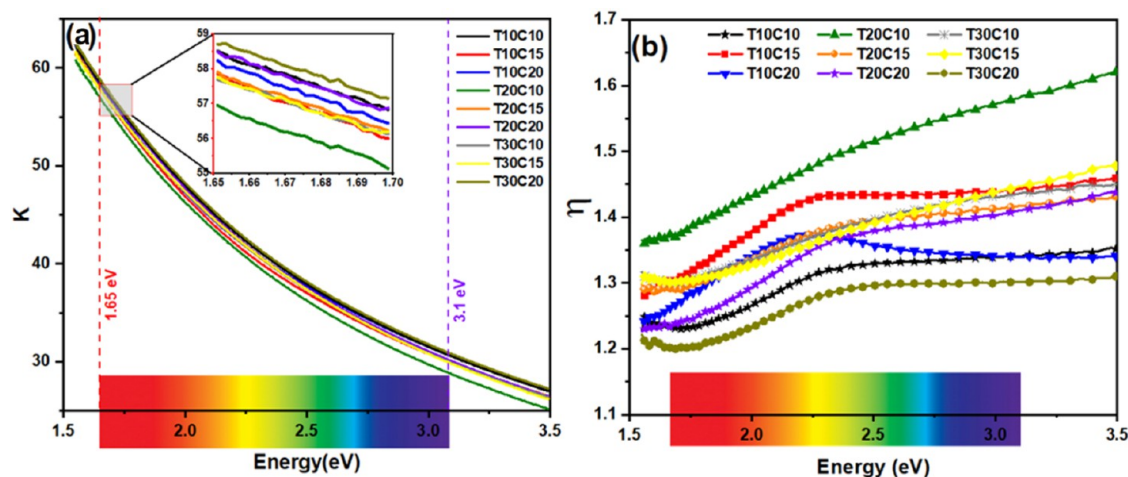 (a)
60
50
40
30
K
1.5
2.0
2.5
3.0
3.5
Energy(eV)
1.65 eV
3.1 eV
59
58
57
56
55
1.65
1.66
1.67
1.68
1.69
1.70
T10C10
T10C15
T10C20
T20C10
T20C15
T20C20
T30C10
T30C15
T30C20
(b)
T10C10 T20C10 T30C10
T10C15 T20C15 T30C15
T10C20 T20C20 T30C20
1.7
1.6
1.5
1.4
1.3
1.2
1.1
η
1.5
2.0
2.5
3.0
3.5
Energy (eV)